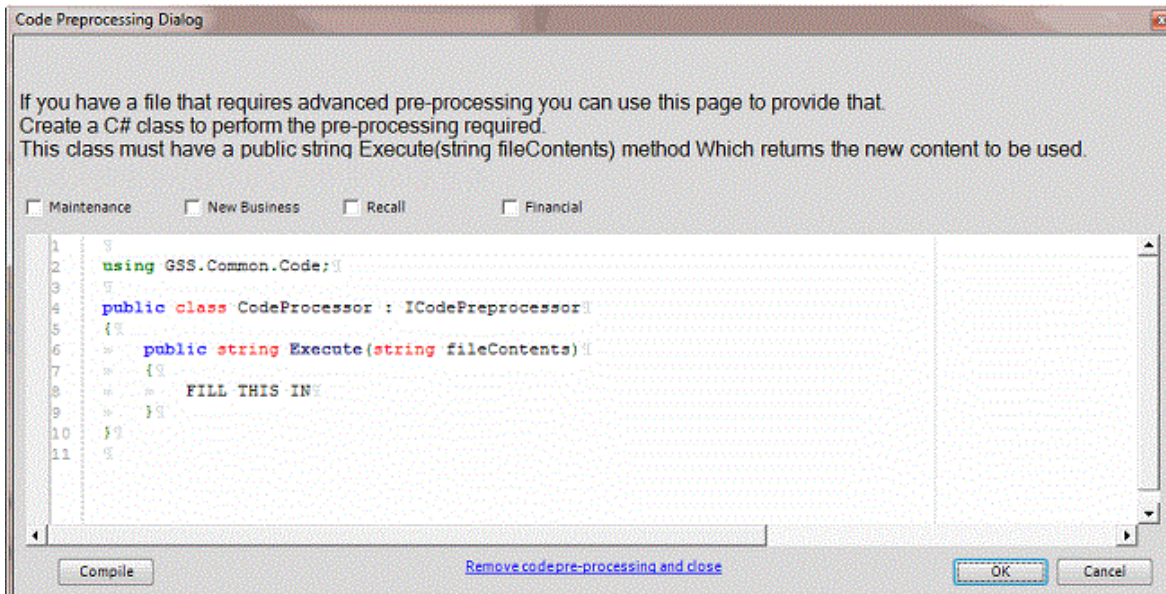 Code Preprocessing Dialog
If you have a file that requires advanced pre-processing you can use this page to provide that.
Create a C# class to perform the pre-processing required.
This class must have a public string Execute(string fileContents) method Which returns the new content to be used.
Maintenance New Business Recall Financial
1
2 using GSS.Common.Code;
3
4 public class CodeProcessor : ICodePreprocessor
5 {
6 public string Execute(string fileContents)
7 {
8 FILL THIS IN
9 }
10 }
11
Compile Remove codepre-processing and close OK Cancel